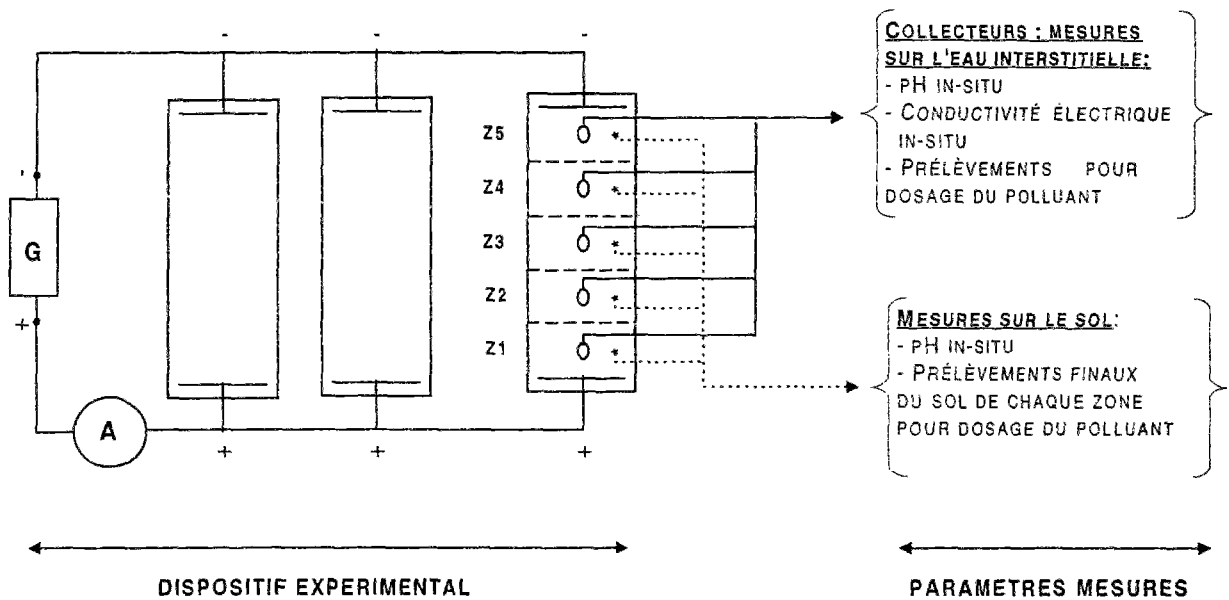 - - -
COLLECTEURS : MESURES
SUR L'EAU INTERSTITIELLE:
- PH IN-SITU
- CONDUCTIVITÉ ÉLECTRIQUE
IN-SITU
- PRÉLÈVEMENTS POUR
DOSAGE DU POLLUANT
Z5
*
Z4
*
Z3
*
Z2
*
Z1
*
-
G
+
A
+ + +
MESURES SUR LE SOL:
- PH IN-SITU
- PRÉLÈVEMENTS FINAUX
DU SOL DE CHAQUE ZONE
POUR DOSAGE DU POLLUANT
DISPOSITIF EXPERIMENTAL
PARAMETRES MESURES